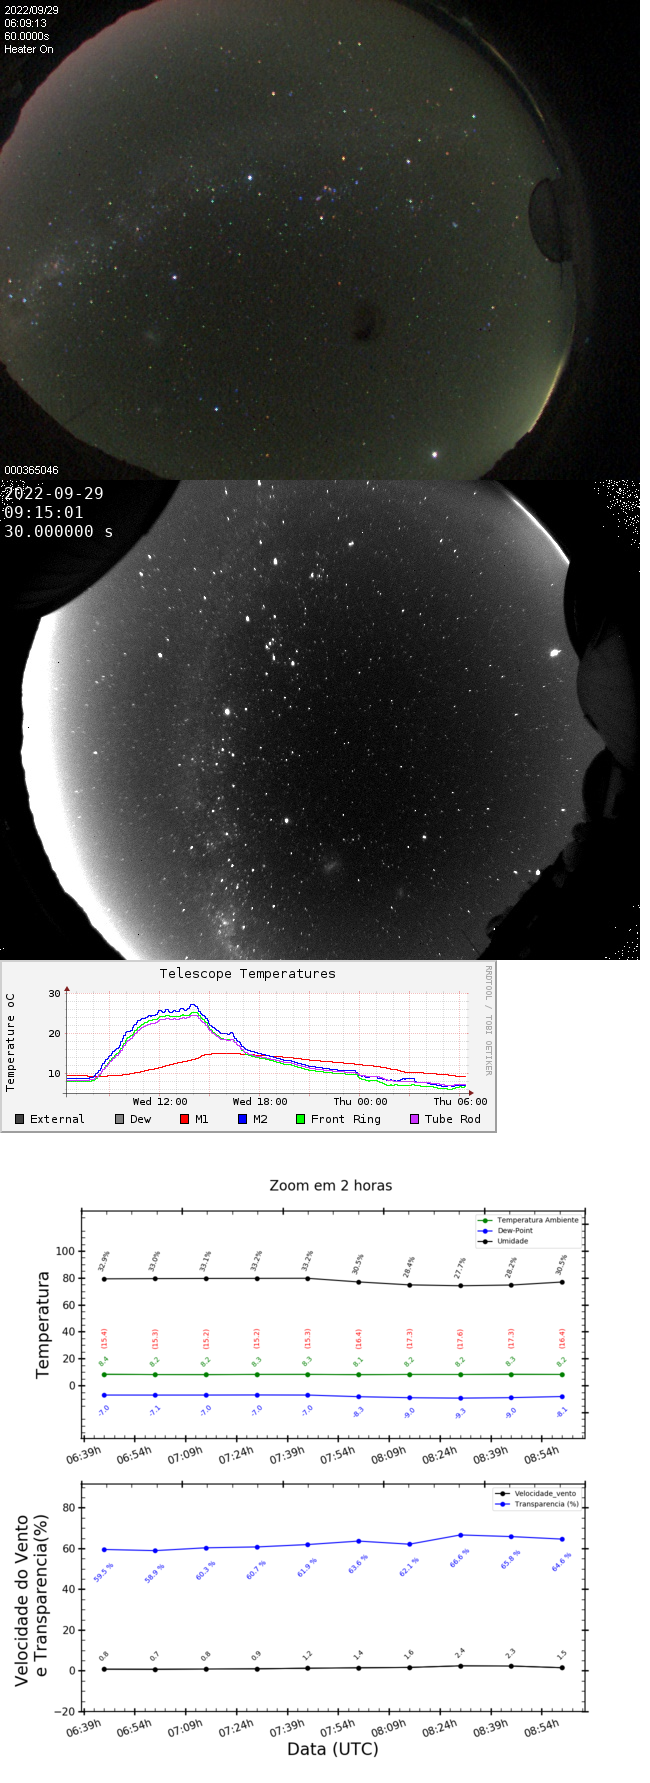 2022/09/29
06:09:13
60.0000s
Heater On
000365046
2022-09-29
09:15:01
30.000000 s
Telescope Temperatures
RRDTOOL / TOBI OETIKER
Temperature oC
30
20
10
Wed 12:00 Wed 18:00 Thu 00:00 Thu 06:00
External Dew M1 M2 Front Ring Tube Rod
Zoom em 2 horas
Temperatura Ambiente
Dew-Point
Umidade
Temperatura
100
80
60
40
20
0
32.9% 33.0% 33.1% 33.2% 33.2% 30.5% 28.4% 27.7% 28.2% 30.5%
(15.4) (15.3) (15.2) (15.2) (15.3) (16.4) (17.3) (17.6) (17.3) (16.4)
8.4 8.2 8.2 8.3 8.3 8.1 8.2 8.2 8.3 8.2
-7.0 -7.1 -7.0 -7.0 -7.0 -8.3 -9.0 -9.3 -9.0 -8.1
06:39h 06:54h 07:09h 07:24h 07:39h 07:54h 08:09h 08:24h 08:39h 08:54h
Velocidade_vento
Transparencia (%)
Velocidade do Vento
e Transparencia(%)
80
60
40
20
0
−20
59.5 % 58.9 % 60.3 % 60.7 % 61.9 % 63.6 % 62.1 % 66.6 % 65.8 % 64.6 %
0.8 0.7 0.8 0.9 1.2 1.4 1.6 2.4 2.3 1.5
06:39h 06:54h 07:09h 07:24h 07:39h 07:54h 08:09h 08:24h 08:39h 08:54h
Data (UTC)